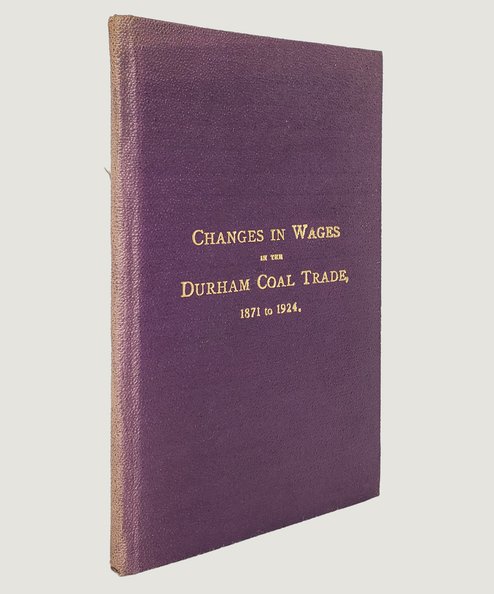 CHANGES IN WAGES
IN THE
DURHAM COAL TRADE,
1871 to 1924.